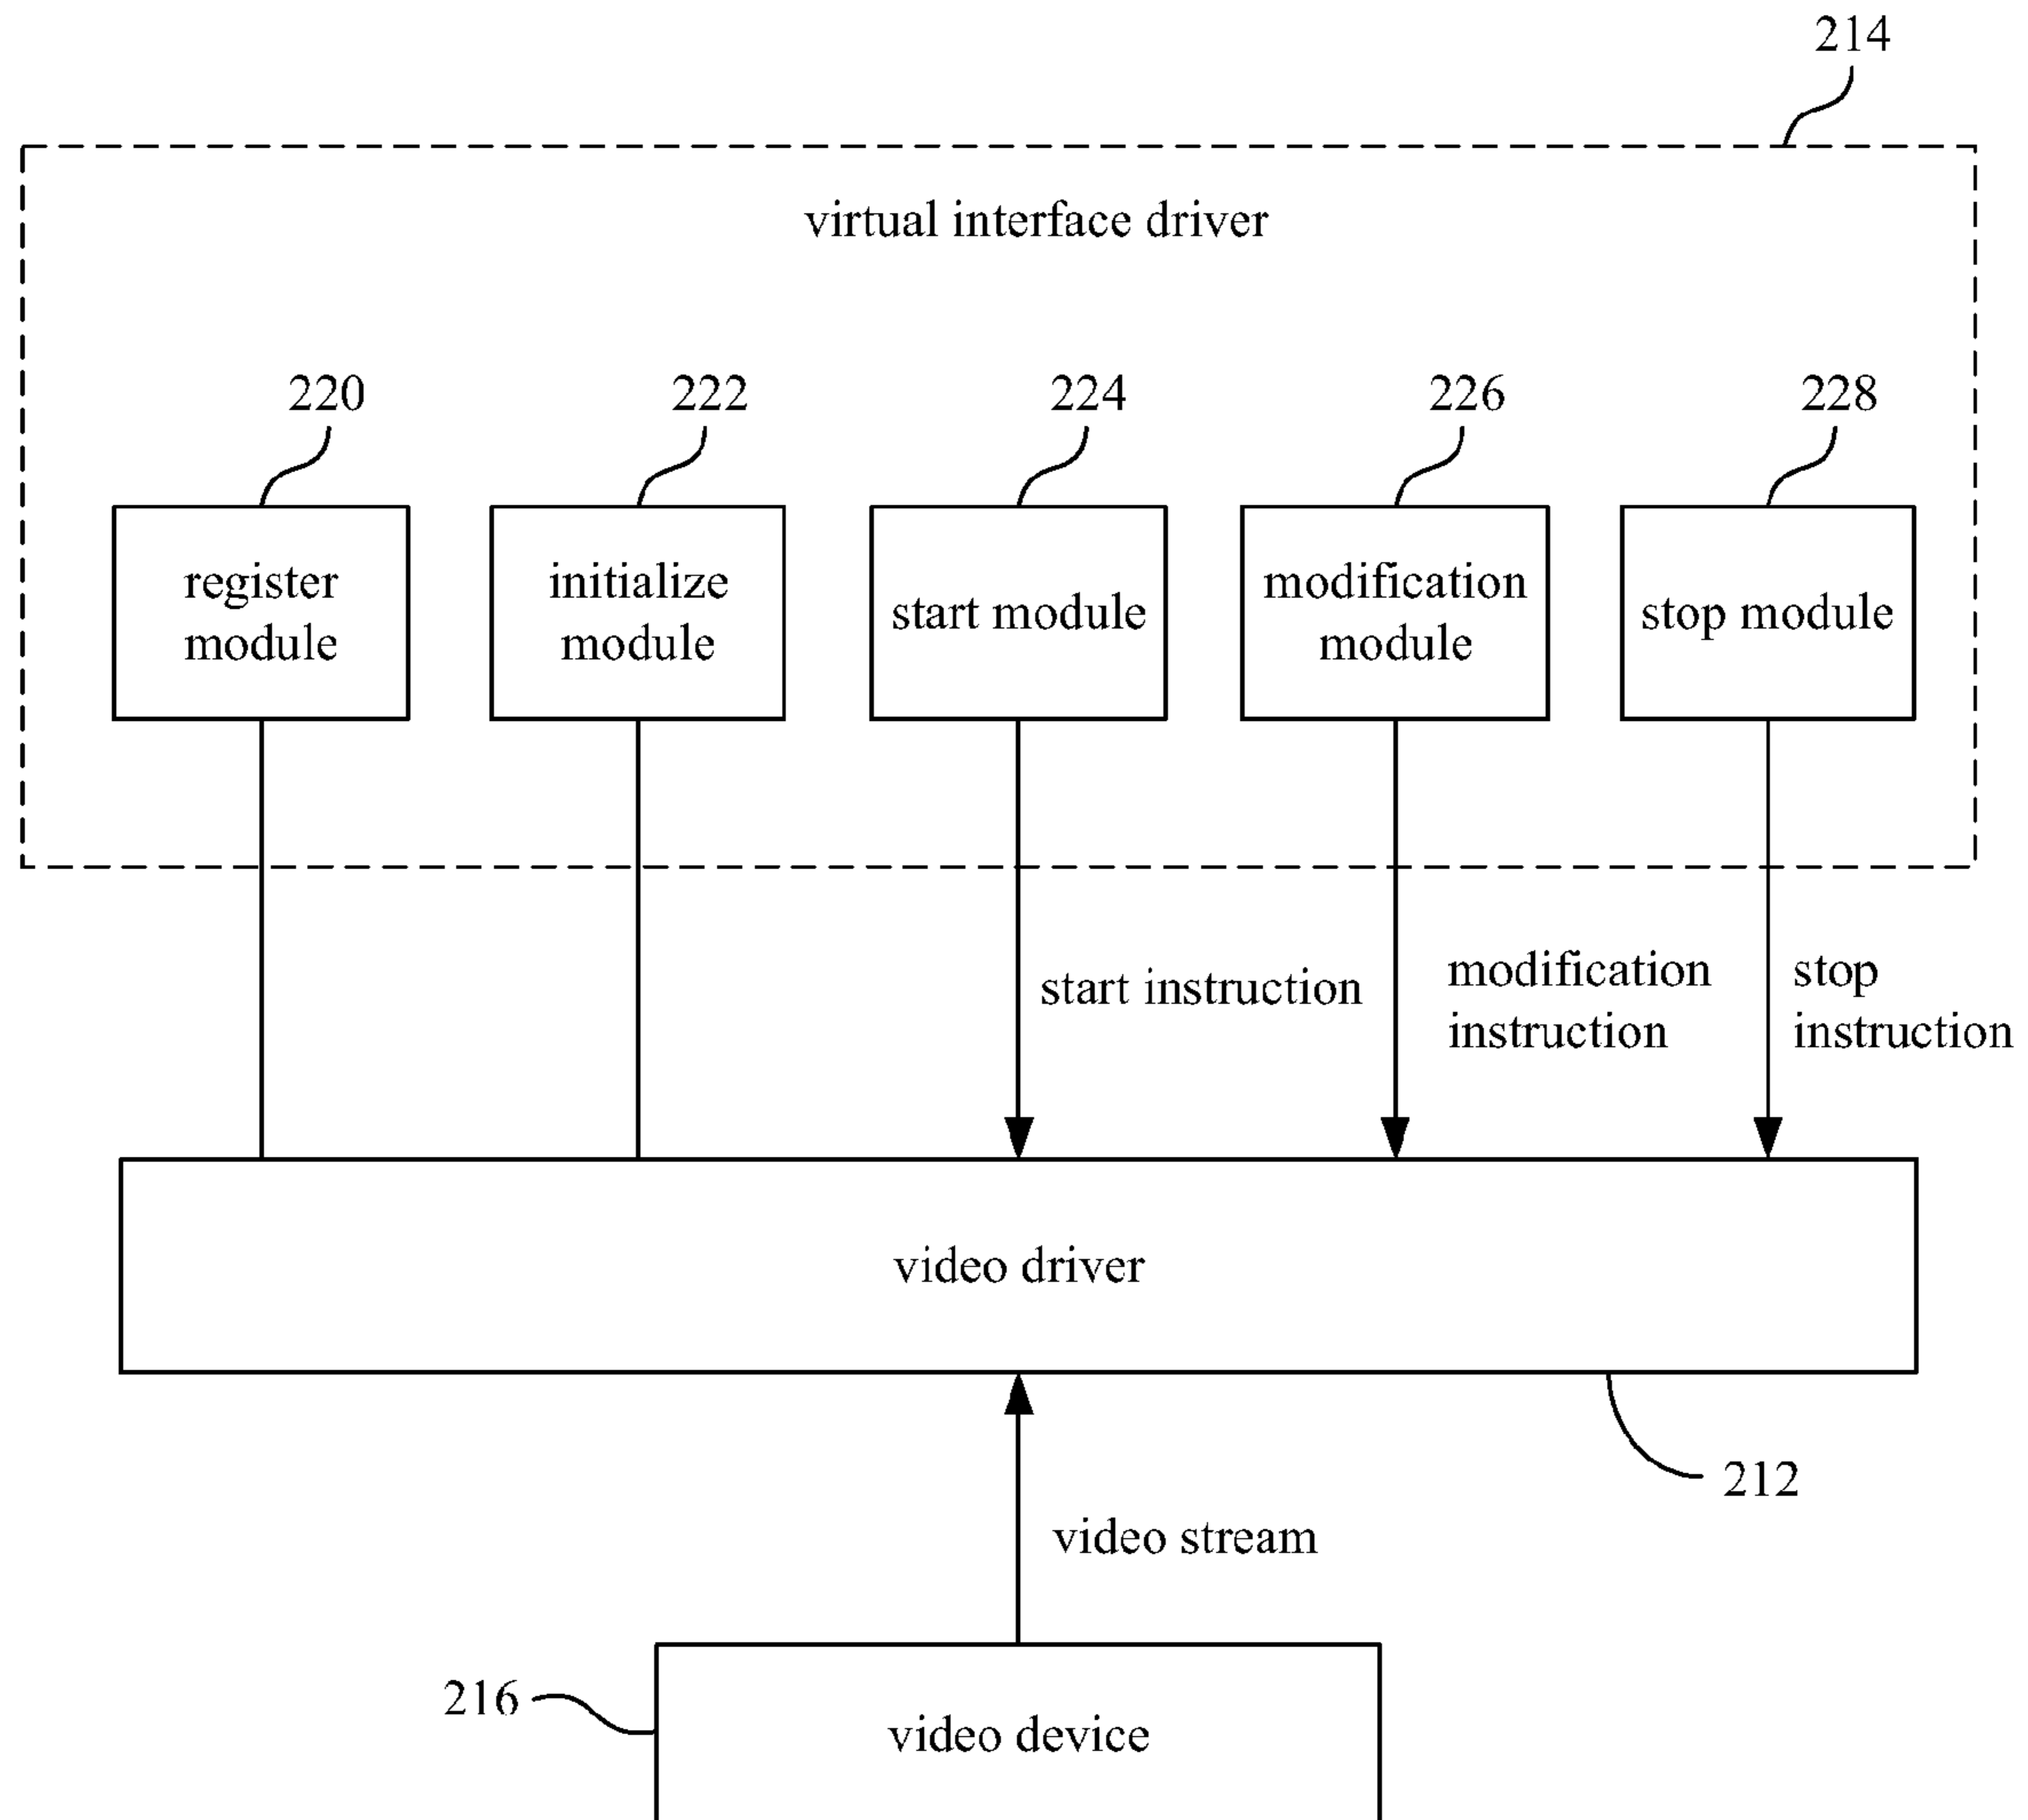 214
virtual interface driver
220
222
224
226
228
register
module
initialize
module
start module
modification
module
stop module
start instruction
modification
instruction
stop
instruction
video driver
212
video stream
216
video device